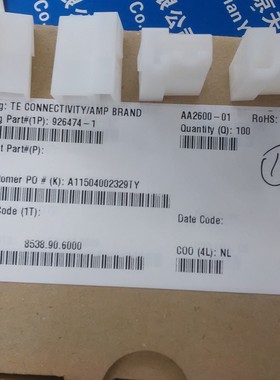 g: TE CONNECTIVITY/AMP BRAND
g Part#(1P): 926474-1
AA2600-01
RoHS:
Quantity (Q): 100
t Part#(P):
tomer PO # (K): A11504002329TY
Code (1T):
Date Code:
8538.90.6000
COO (4L): NL